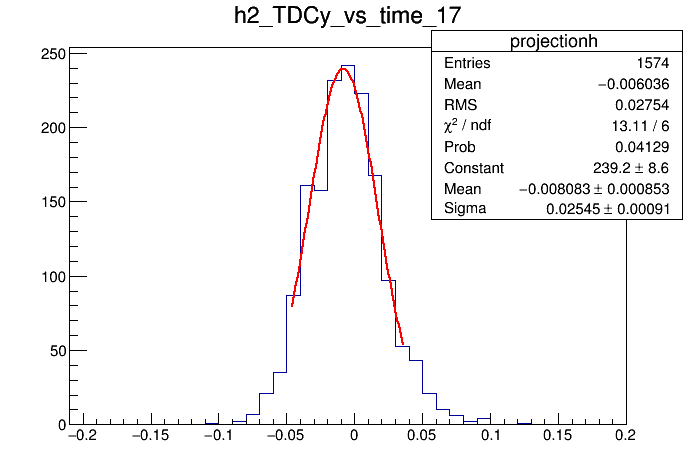 h2_TDCy_vs_time_17
projectionh
Entries 1574
Mean −0.006036
RMS 0.02754
χ² / ndf 13.11 / 6
Prob 0.04129
Constant 239.2 ± 8.6
Mean −0.008083 ± 0.000853
Sigma 0.02545 ± 0.00091
250
200
150
100
50
0
−0.2 −0.15 −0.1 −0.05 0 0.05 0.1 0.15 0.2